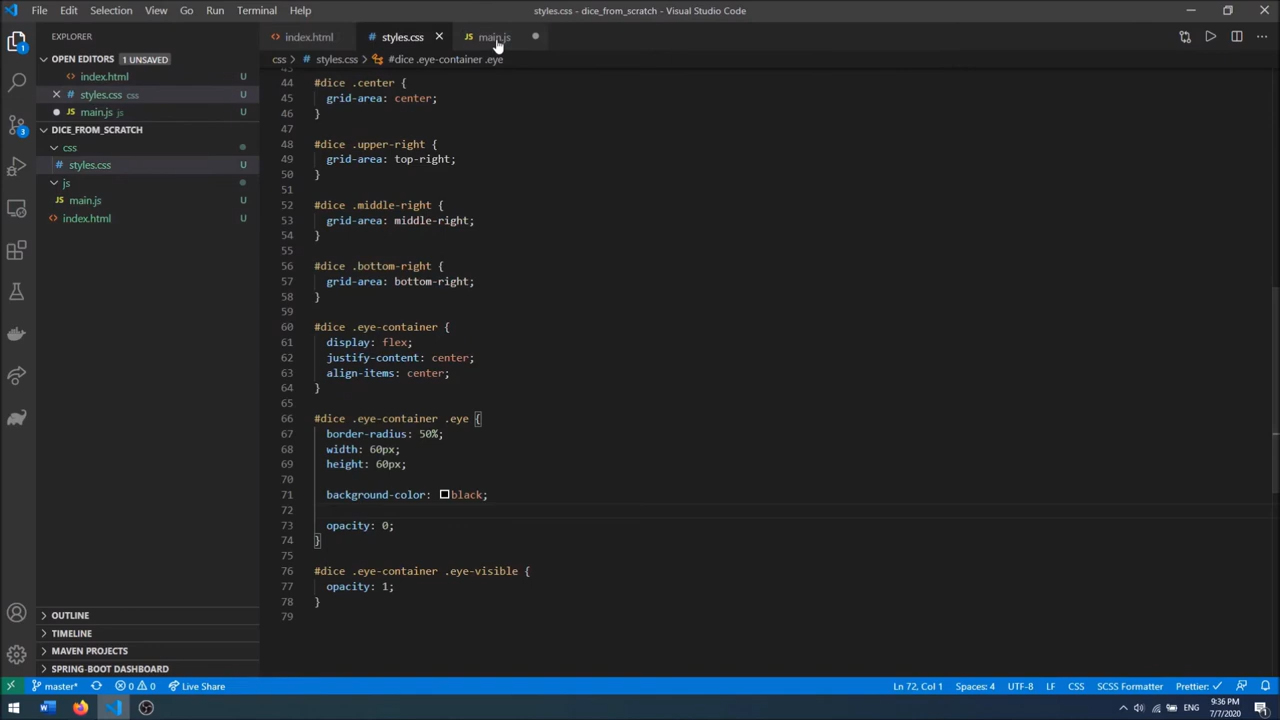 File Edit Selection View Go Run Terminal Help
styles.css - dice_from_scratch - Visual Studio Code
EXPLORER
OPEN EDITORS 1 UNSAVED
index.html U
styles.css css U
main.js js U
DICE_FROM_SCRATCH
css
styles.css U
js
main.js U
index.html U
OUTLINE
TIMELINE
MAVEN PROJECTS
SPRING-BOOT DASHBOARD
index.html styles.css main.js
css > styles.css > #dice .eye-container .eye
44 #dice .center {
45 grid-area: center;
46 }
47
48 #dice .upper-right {
49 grid-area: top-right;
50 }
51
52 #dice .middle-right {
53 grid-area: middle-right;
54 }
55
56 #dice .bottom-right {
57 grid-area: bottom-right;
58 }
59
60 #dice .eye-container {
61 display: flex;
62 justify-content: center;
63 align-items: center;
64 }
65
66 #dice .eye-container .eye {
67 border-radius: 50%;
68 width: 60px;
69 height: 60px;
70
71 background-color: black;
72
73 opacity: 0;
74 }
75
76 #dice .eye-container .eye-visible {
77 opacity: 1;
78 }
79
master* 0 0 Live Share Ln 72, Col 1 Spaces: 4 UTF-8 LF CSS SCSS Formatter Prettier: ✓
ENG 9:36 PM
7/7/2020